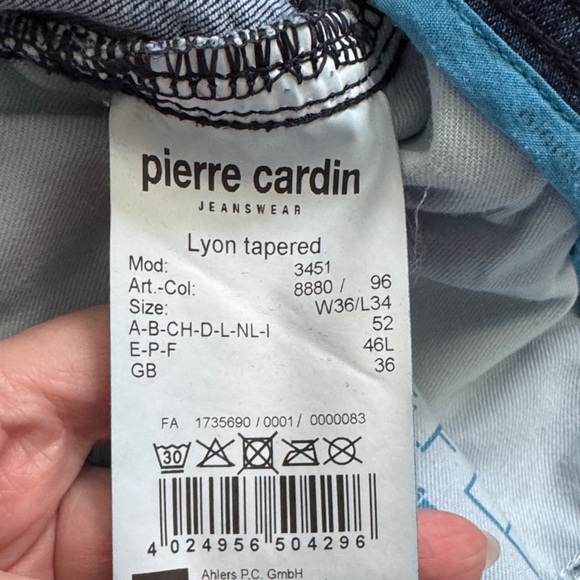 pierre cardin
JEANSWEAR
Lyon tapered
Mod: 3451
Art.-Col: 8880 / 96
Size: W36/L34
A-B-CH-D-L-NL-I 52
E-P-F 46L
GB 36
FA 1735690 / 0001 / 0000083
30
4 024956 504296
Ahlers P.C. GmbH